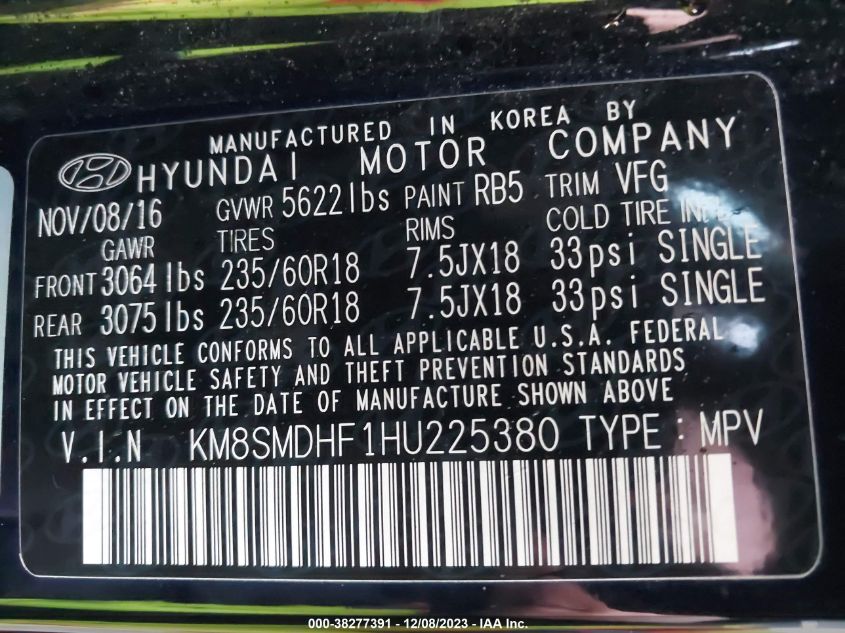 MANUFACTURED IN KOREA BY
HYUNDAI MOTOR COMPANY
NOV/08/16 GVWR 5622lbs PAINT RB5 TRIM VFG
GAWR TIRES RIMS COLD TIRE INFL
FRONT 3064lbs 235/60R18 7.5JX18 33psi SINGLE
REAR 3075lbs 235/60R18 7.5JX18 33psi SINGLE
THIS VEHICLE CONFORMS TO ALL APPLICABLE U.S.A. FEDERAL
MOTOR VEHICLE SAFETY AND THEFT PREVENTION STANDARDS
IN EFFECT ON THE DATE OF MANUFACTURE SHOWN ABOVE
V.I.N KM8SMDHF1HU225380 TYPE : MPV
000-38277391 - 12/08/2023 - IAA Inc.